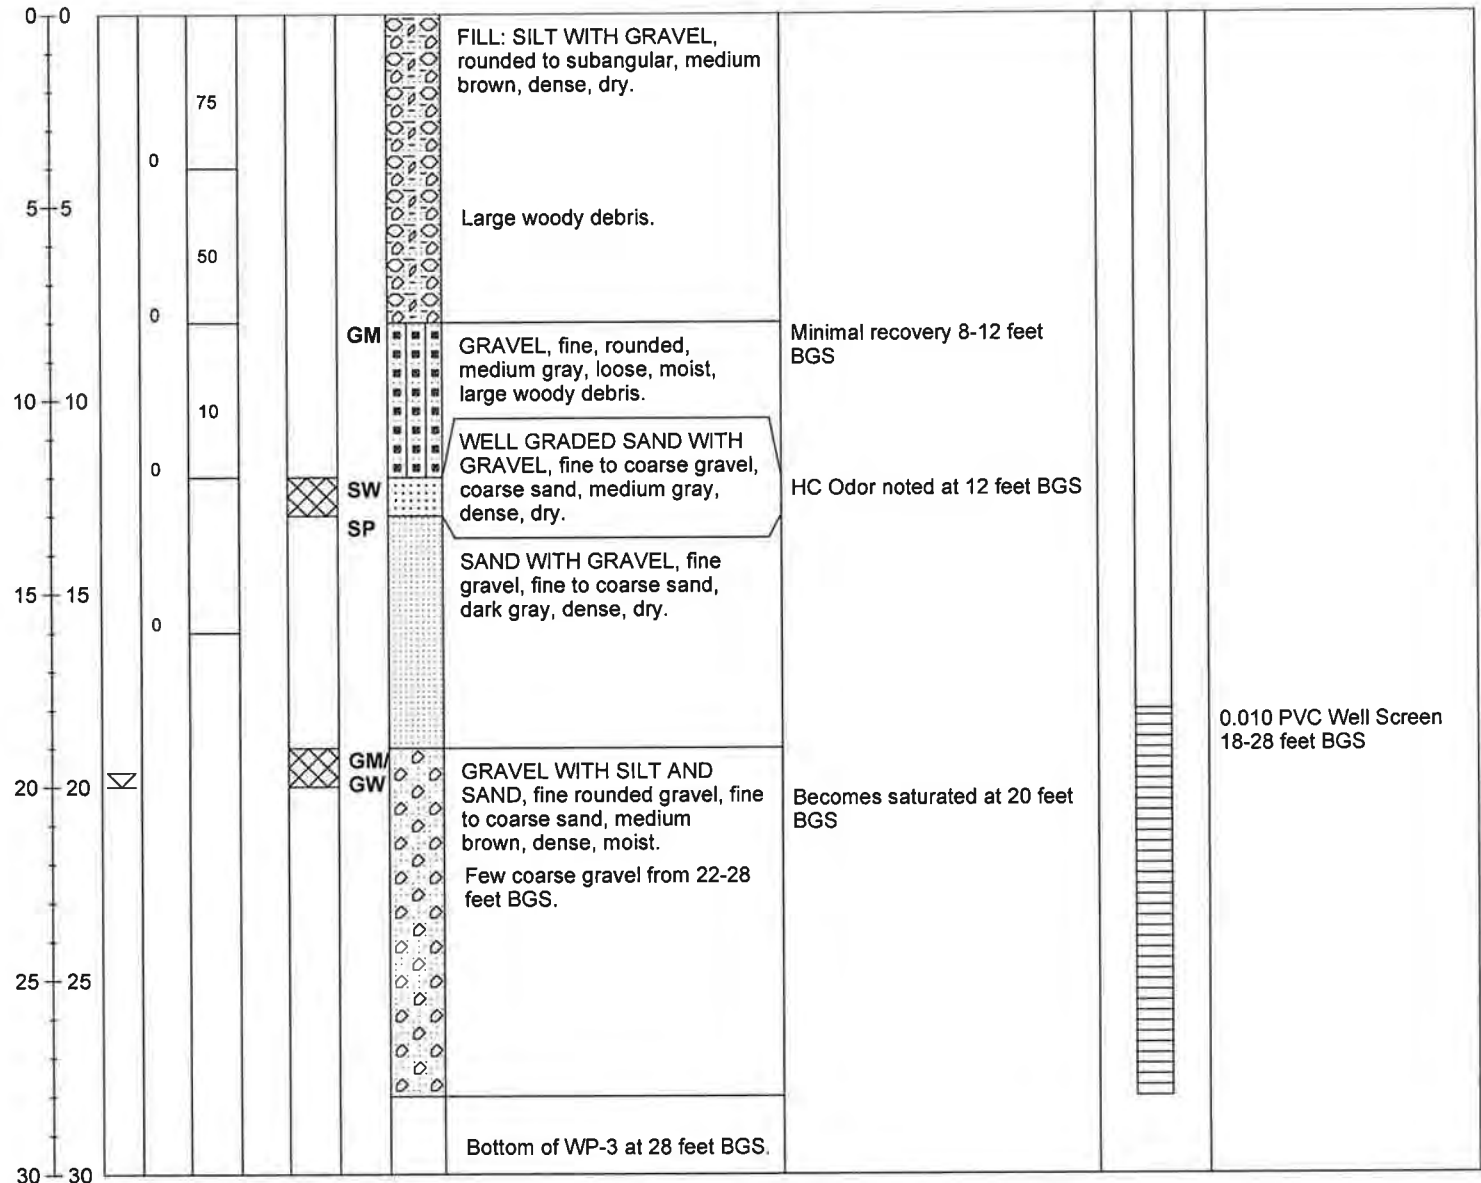 0 0
FILL: SILT WITH GRAVEL,
rounded to subangular, medium
brown, dense, dry.
75
0
5 5
Large woody debris.
50
0
GM
GRAVEL, fine, rounded,
medium gray, loose, moist,
large woody debris.
Minimal recovery 8-12 feet
BGS
10 10
10
WELL GRADED SAND WITH
GRAVEL, fine to coarse gravel,
coarse sand, medium gray,
dense, dry.
0
SW
HC Odor noted at 12 feet BGS
SP
SAND WITH GRAVEL, fine
gravel, fine to coarse sand,
dark gray, dense, dry.
15 15
0
0.010 PVC Well Screen
18-28 feet BGS
GM/
GW
GRAVEL WITH SILT AND
SAND, fine rounded gravel, fine
to coarse sand, medium
brown, dense, moist.
20 20
Becomes saturated at 20 feet
BGS
Few coarse gravel from 22-28
feet BGS.
25 25
Bottom of WP-3 at 28 feet BGS.
30 30